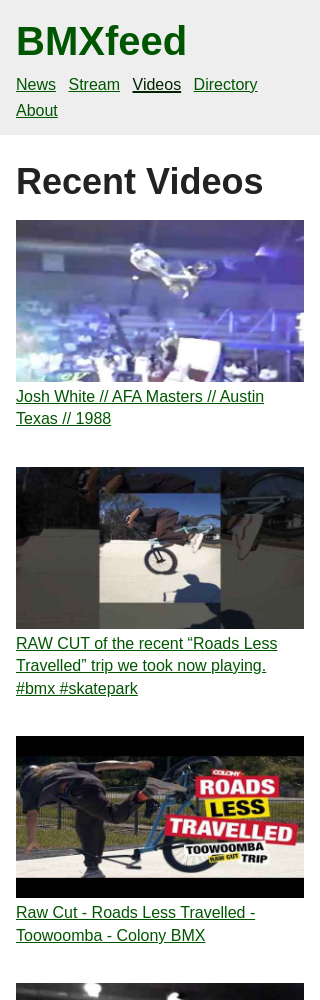 BMXfeed
News Stream Videos Directory
About
Recent Videos
Josh White // AFA Masters // Austin
Texas // 1988
RAW CUT of the recent “Roads Less
Travelled” trip we took now playing.
#bmx #skatepark
COLONY
ROADS
LESS
TRAVELLED
TOOWOOMBA
RAW CUT TRIP
Raw Cut - Roads Less Travelled -
Toowoomba - Colony BMX